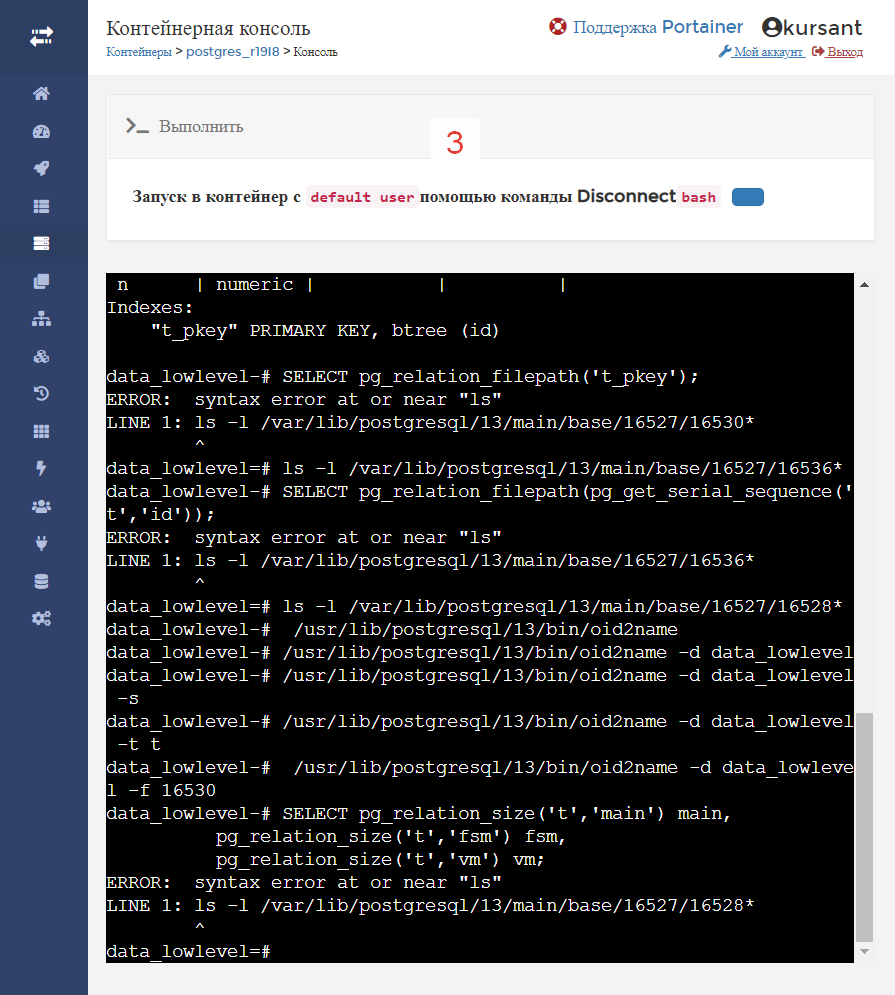 Контейнерная консоль
Контейнеры > postgres_r19l8 > Консоль
Поддержка Portainer
kursant
Мой аккаунт Выход
Выполнить
3
Запуск в контейнер с default user помощью команды Disconnect bash
 n      | numeric |           |          |
Indexes:
    "t_pkey" PRIMARY KEY, btree (id)
data_lowlevel-# SELECT pg_relation_filepath('t_pkey');
ERROR:  syntax error at or near "ls"
LINE 1: ls -l /var/lib/postgresql/13/main/base/16527/16530*
        ^
data_lowlevel=# ls -l /var/lib/postgresql/13/main/base/16527/16536*
data_lowlevel-# SELECT pg_relation_filepath(pg_get_serial_sequence('
t','id'));
ERROR:  syntax error at or near "ls"
LINE 1: ls -l /var/lib/postgresql/13/main/base/16527/16536*
        ^
data_lowlevel=# ls -l /var/lib/postgresql/13/main/base/16527/16528*
data_lowlevel-#  /usr/lib/postgresql/13/bin/oid2name
data_lowlevel-# /usr/lib/postgresql/13/bin/oid2name -d data_lowlevel
data_lowlevel-# /usr/lib/postgresql/13/bin/oid2name -d data_lowlevel
 -s
data_lowlevel-# /usr/lib/postgresql/13/bin/oid2name -d data_lowlevel
 -t t
data_lowlevel-#  /usr/lib/postgresql/13/bin/oid2name -d data_lowleve
l -f 16530
data_lowlevel-# SELECT pg_relation_size('t','main') main,
          pg_relation_size('t','fsm') fsm,
          pg_relation_size('t','vm') vm;
ERROR:  syntax error at or near "ls"
LINE 1: ls -l /var/lib/postgresql/13/main/base/16527/16528*
        ^
data_lowlevel=#